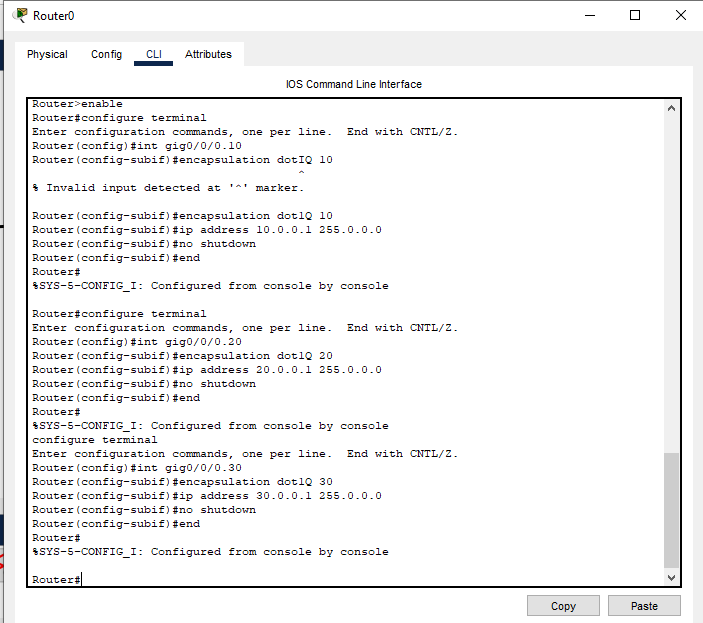 Router0
Physical Config CLI Attributes
IOS Command Line Interface
Router>enable
Router#configure terminal
Enter configuration commands, one per line.  End with CNTL/Z.
Router(config)#int gig0/0/0.10
Router(config-subif)#encapsulation dotIQ 10
^
% Invalid input detected at '^' marker.
Router(config-subif)#encapsulation dot1Q 10
Router(config-subif)#ip address 10.0.0.1 255.0.0.0
Router(config-subif)#no shutdown
Router(config-subif)#end
Router#
%SYS-5-CONFIG_I: Configured from console by console
Router#configure terminal
Enter configuration commands, one per line.  End with CNTL/Z.
Router(config)#int gig0/0/0.20
Router(config-subif)#encapsulation dot1Q 20
Router(config-subif)#ip address 20.0.0.1 255.0.0.0
Router(config-subif)#no shutdown
Router(config-subif)#end
Router#
%SYS-5-CONFIG_I: Configured from console by console
configure terminal
Enter configuration commands, one per line.  End with CNTL/Z.
Router(config)#int gig0/0/0.30
Router(config-subif)#encapsulation dot1Q 30
Router(config-subif)#ip address 30.0.0.1 255.0.0.0
Router(config-subif)#no shutdown
Router(config-subif)#end
Router#
%SYS-5-CONFIG_I: Configured from console by console
Router#
Copy Paste